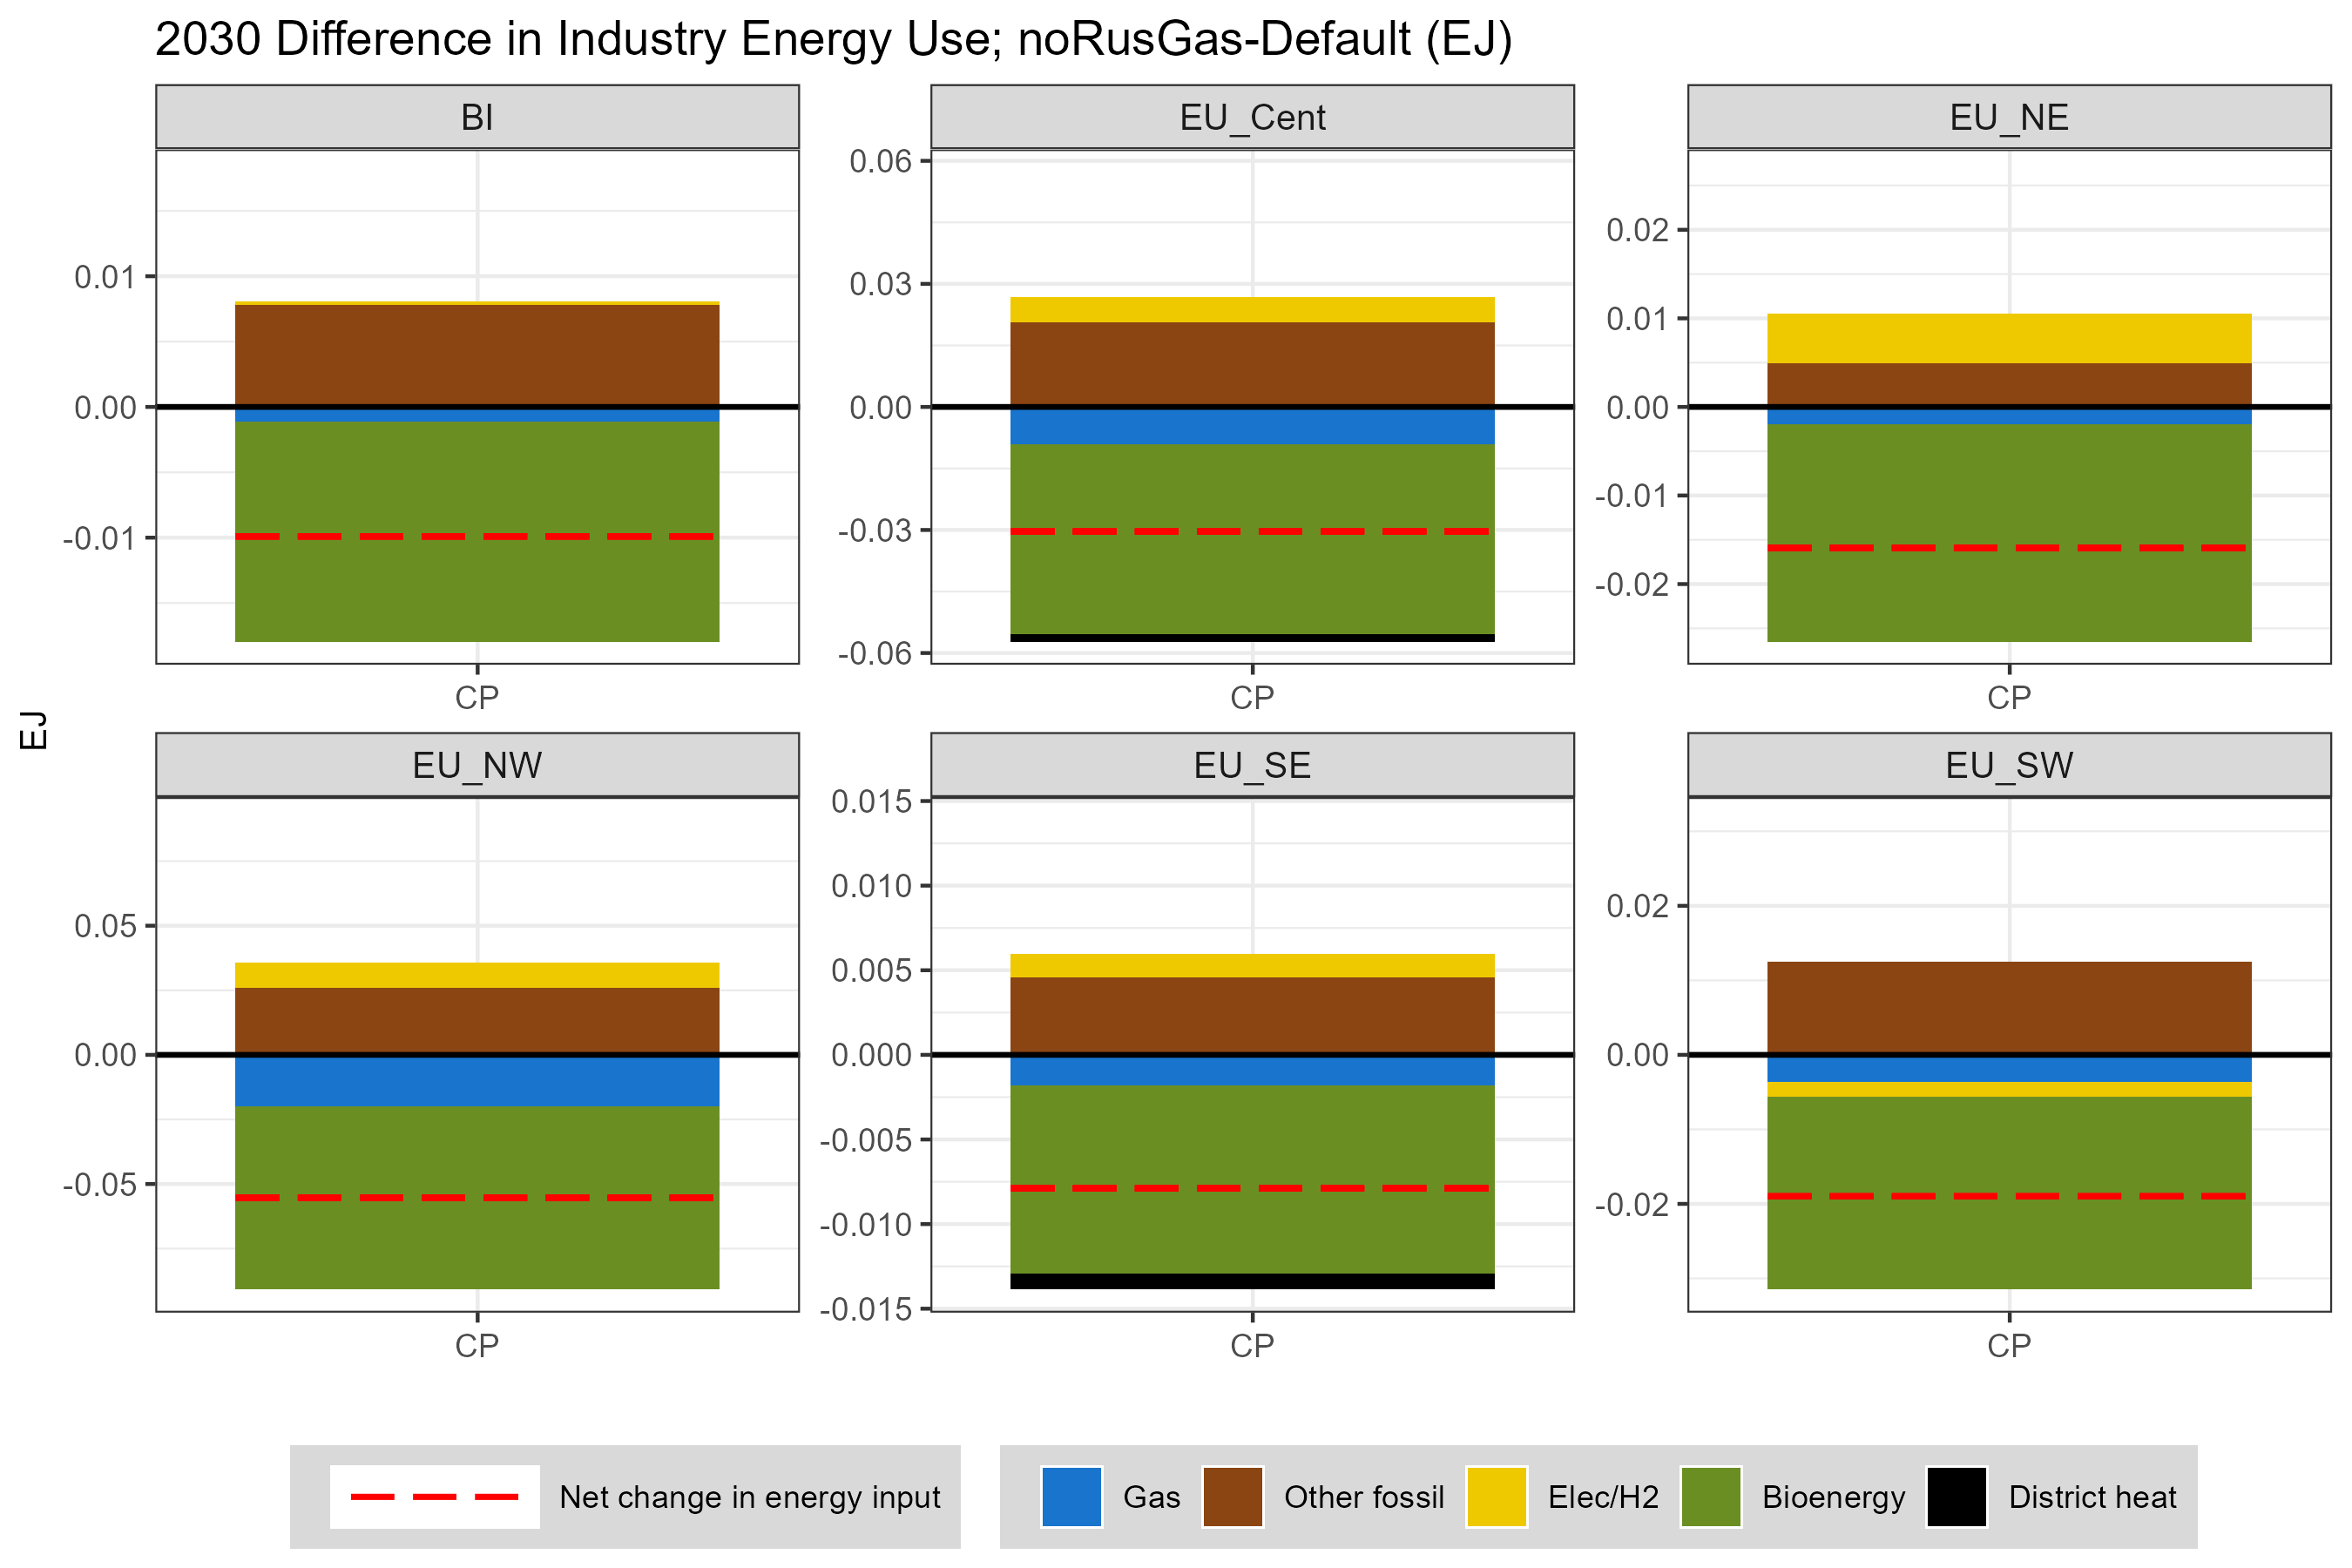 2030 Difference in Industry Energy Use; noRusGas-Default (EJ)
BI
EU_Cent
EU_NE
0.01
0.00
-0.01
0.06
0.03
0.00
-0.03
-0.06
0.02
0.01
0.00
-0.01
-0.02
CP
CP
CP
EJ
EU_NW
EU_SE
EU_SW
0.05
0.00
-0.05
0.015
0.010
0.005
0.000
-0.005
-0.010
-0.015
0.02
0.00
-0.02
CP
CP
CP
Net change in energy input
Gas
Other fossil
Elec/H2
Bioenergy
District heat